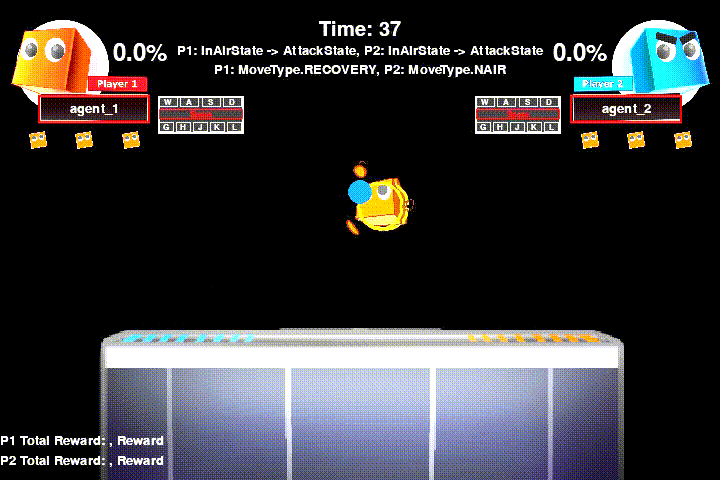 Time: 37
0.0%
P1: InAirState -> AttackState, P2: InAirState -> AttackState
0.0%
P1: MoveType.RECOVERY, P2: MoveType.NAIR
Player 1
Player 2
agent_1
W A S D
G H J K L
W A S D
G H J K L
agent_2
P1 Total Reward: , Reward
P2 Total Reward: , Reward